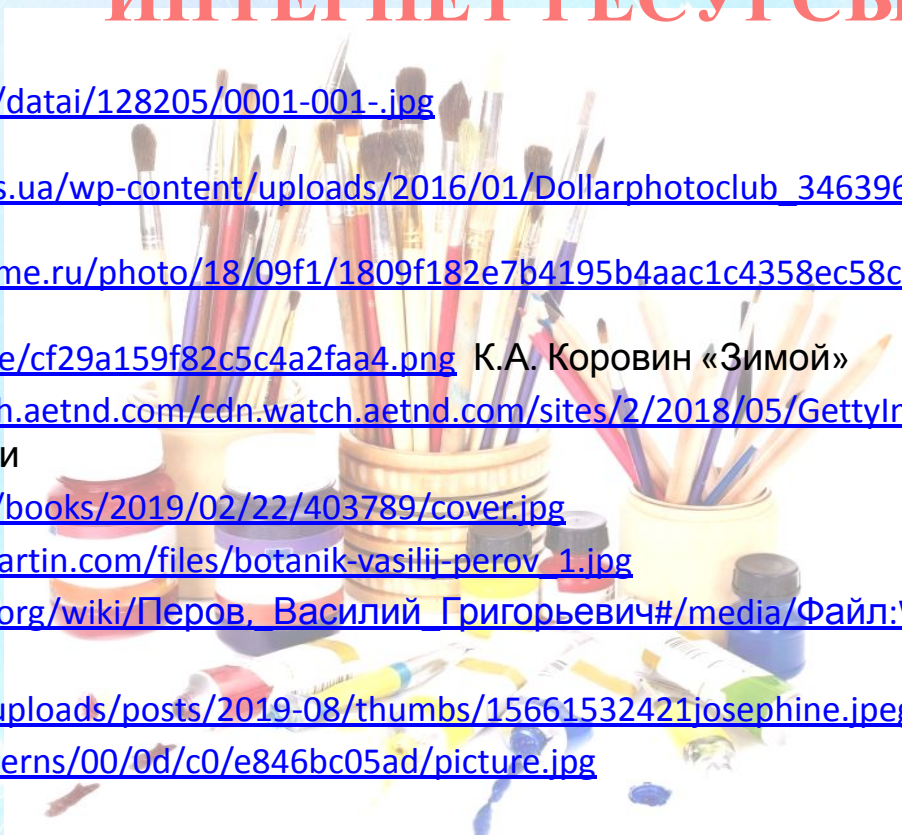 ИНТЕРНЕТ РЕСУРСЫ
/datai/128205/0001-001-.jpg
s.ua/wp-content/uploads/2016/01/Dollarphotoclub_346396
me.ru/photo/18/09f1/1809f182e7b4195b4aac1c4358ec58c
e/cf29a159f82c5c4a2faa4.png К.А. Коровин «Зимой»
h.aetnd.com/cdn.watch.aetnd.com/sites/2/2018/05/GettyIm
и
/books/2019/02/22/403789/cover.jpg
artin.com/files/botanik-vasilij-perov_1.jpg
org/wiki/Перов,_Василий_Григорьевич#/media/Файл:V
uploads/posts/2019-08/thumbs/15661532421josephine.jpeg
erns/00/0d/c0/e846bc05ad/picture.jpg